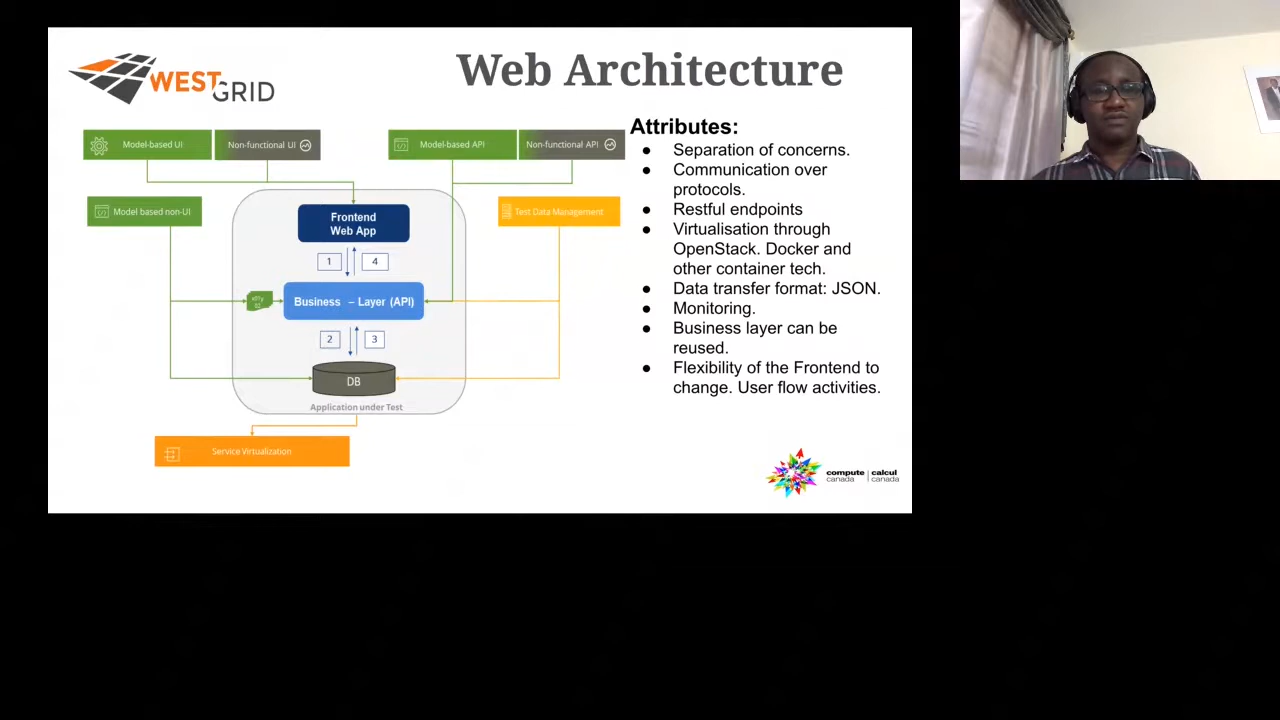 WESTGRID
Web Architecture
Model-based UI
Non-functional UI
Model-based API
Non-functional API
Model based non-UI
Test Data Management
Frontend
Web App
1
4
Business – Layer (API)
2
3
DB
Application under Test
Service Virtualization
Attributes:
● Separation of concerns.
● Communication over
protocols.
● Restful endpoints
● Virtualisation through
OpenStack. Docker and
other container tech.
● Data transfer format: JSON.
● Monitoring.
● Business layer can be
reused.
● Flexibility of the Frontend to
change. User flow activities.
compute | calcul
canada | canada